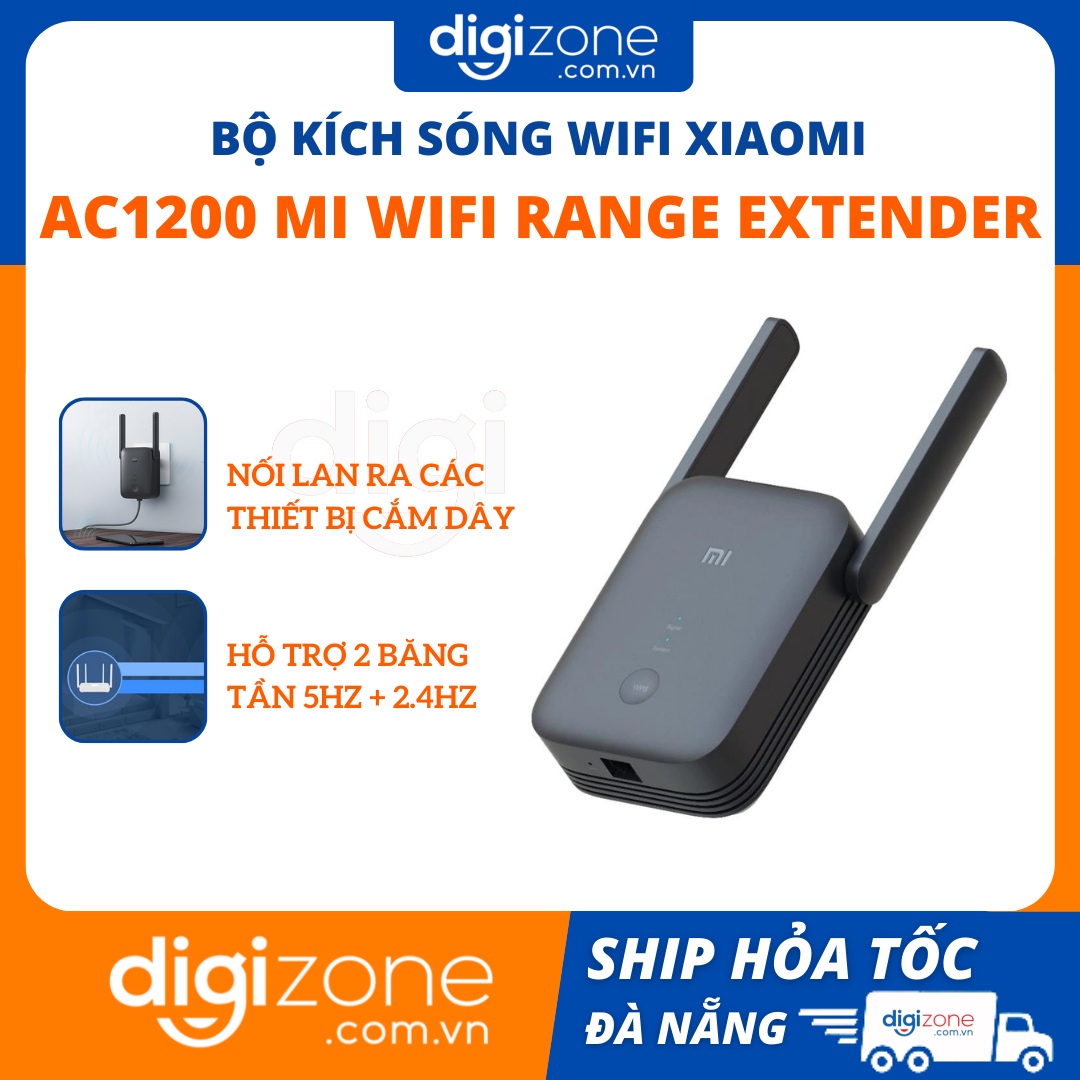 digizone
.com.vn
BỘ KÍCH SÓNG WIFI XIAOMI
AC1200 MI WIFI RANGE EXTENDER
digi
NỐI LAN RA CÁC
THIẾT BỊ CẮM DÂY
MI
HỖ TRỢ 2 BĂNG
TẦN 5HZ + 2.4HZ
digizone
.com.vn
SHIP HỎA TỐC
ĐÀ NẴNG
digizone
.com.vn